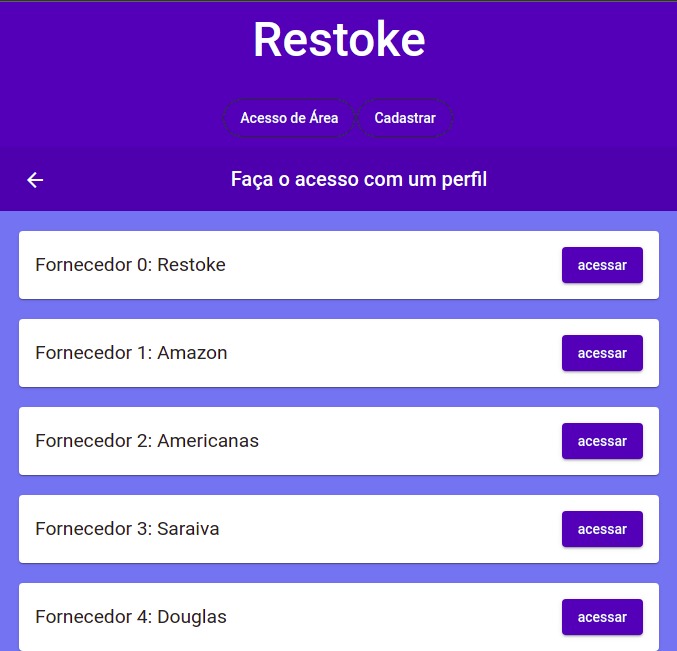 Restoke
Acesso de Área Cadastrar
Faça o acesso com um perfil
Fornecedor 0: Restoke acessar
Fornecedor 1: Amazon acessar
Fornecedor 2: Americanas acessar
Fornecedor 3: Saraiva acessar
Fornecedor 4: Douglas acessar